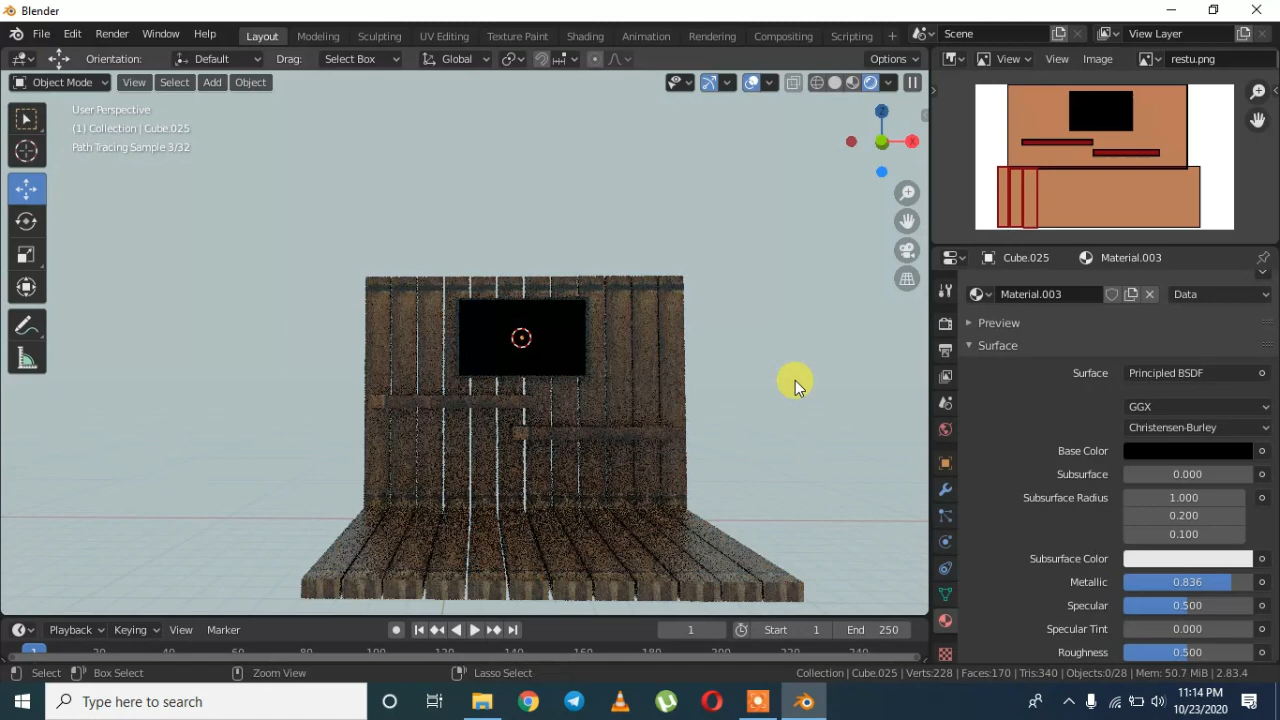 Blender
File Edit Render Window Help
Layout Modeling Sculpting UV Editing Texture Paint Shading Animation Rendering Compositing Scripting
Scene View Layer
Orientation: Default Drag: Select Box Global Options
Object Mode View Select Add Object
View View Image restu.png
User Perspective
(1) Collection | Cube.025
Path Tracing Sample 3/32
Z
X
Cube.025 Material.003
Material.003 Data
Preview
Surface
Surface Principled BSDF
GGX
Christensen-Burley
Base Color
Subsurface 0.000
Subsurface Radius 1.000
0.200
0.100
Subsurface Color
Metallic 0.836
Specular 0.500
Specular Tint 0.000
Roughness 0.500
Playback Keying View Marker 1 Start 1 End 250
1
Select Box Select Zoom View Lasso Select Collection | Cube.025 | Verts:228 | Faces:170 | Tris:340 | Objects:0/28 | Mem: 50.7 MiB | 2.83.4
Type here to search
11:14 PM
10/23/2020